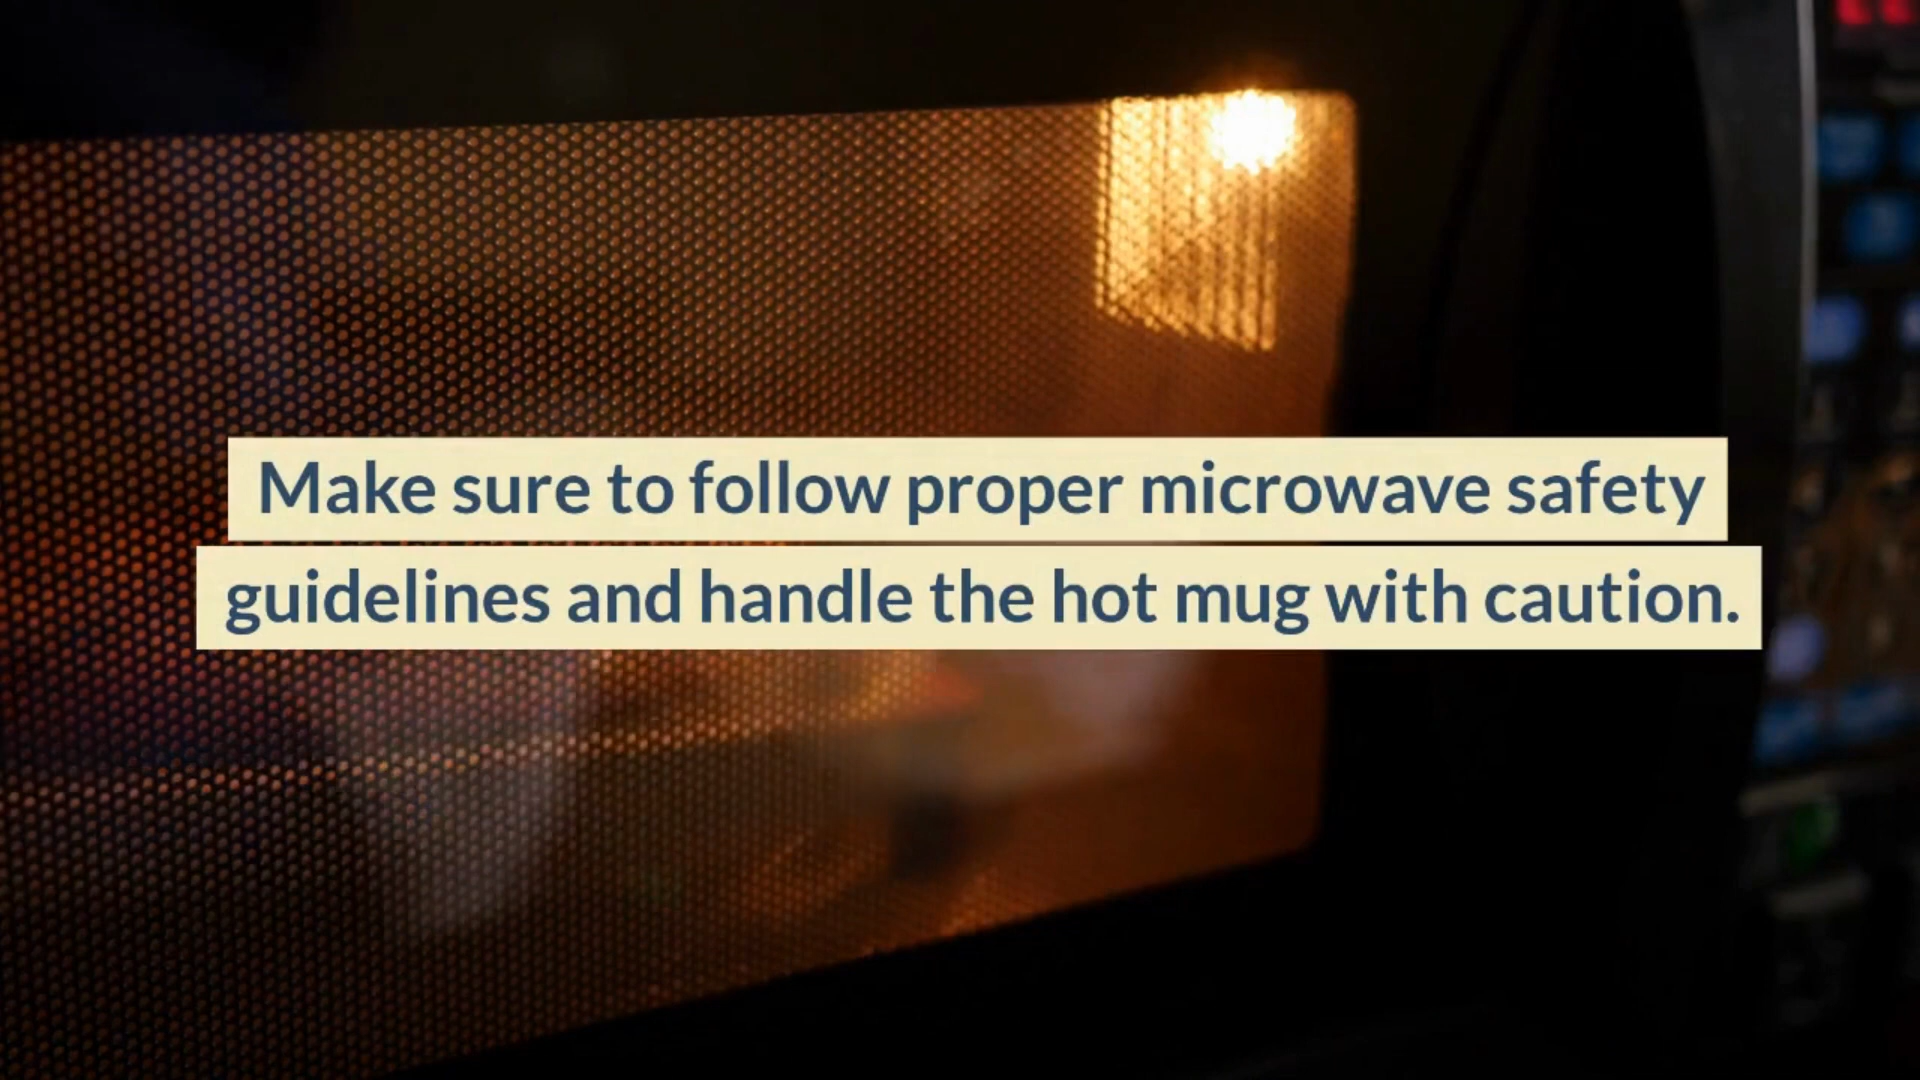 Make sure to follow proper microwave safety
guidelines and handle the hot mug with caution.